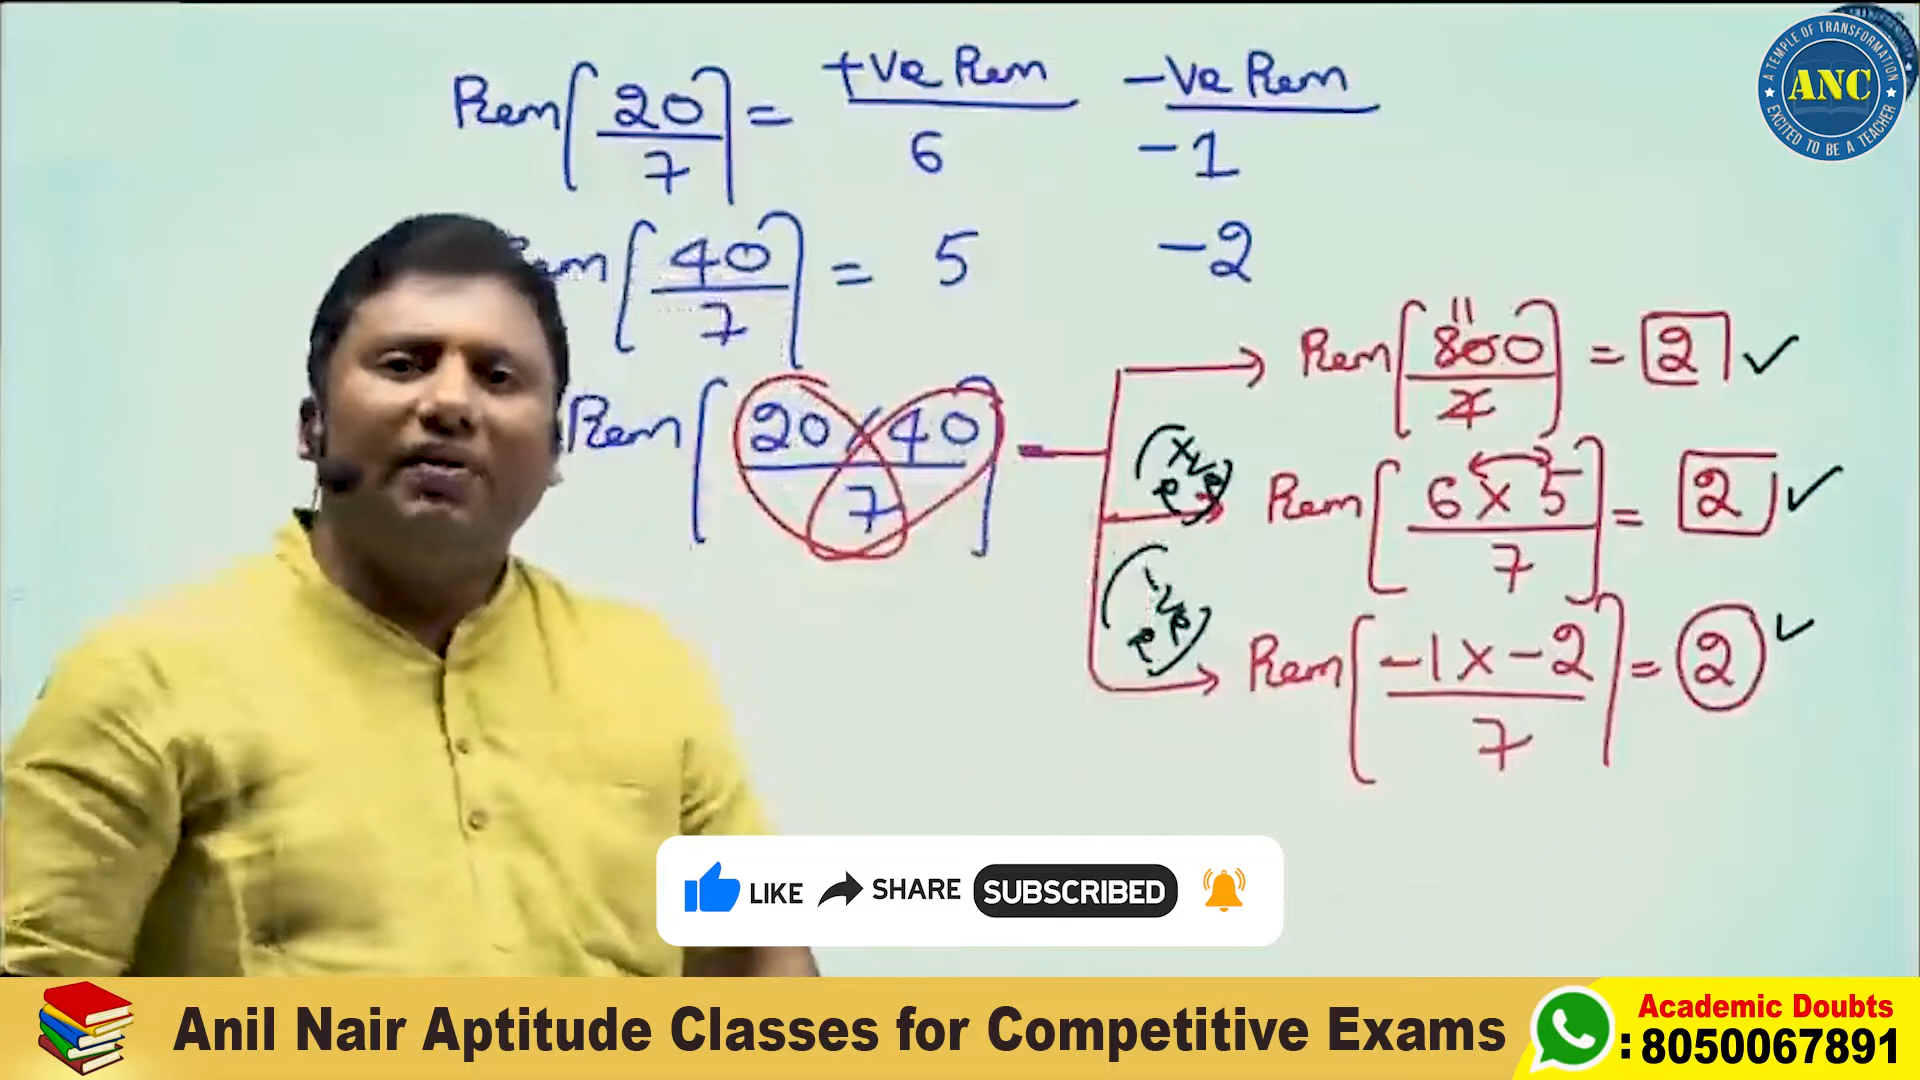 +Ve Rem -Ve Rem
Rem[20/7] = 6 -1
Rem[40/7] = 5 -2
Rem[20 × 40/7]
Rem[800/7] = 2 ✓
(+Ve R)
Rem[6 × 5/7] = 2 ✓
(-Ve R)
Rem[-1 × -2/7] = 2 ✓
A TEMPLE OF TRANSFORMATION
ANC
EXCITED TO BE A TEACHER
LIKE SHARE SUBSCRIBED
Anil Nair Aptitude Classes for Competitive Exams
Academic Doubts
:8050067891